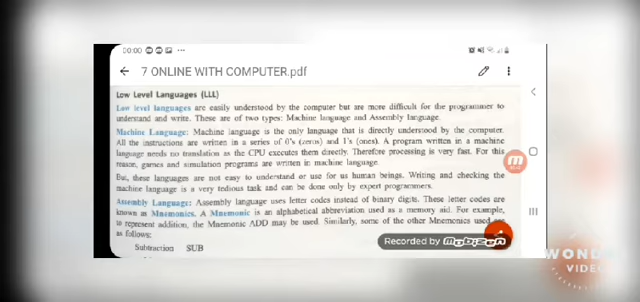 00:00
7 ONLINE WITH COMPUTER.pdf
Low Level Languages (LLL)
Low level languages are easily understood by the computer but are more difficult for the programmer to
understand and write. These are of two types: Machine language and Assembly language.
Machine Language: Machine language is the only language that is directly understood by the computer.
All the instructions are written in a series of 0's (zeros) and 1's (ones). A program written in a machine
language needs no translation as the CPU executes them directly. Therefore processing is very fast. For this
reason, games and simulation programs are written in machine language.
But, these languages are not easy to understand or use for us human beings. Writing and checking the
machine language is a very tedious task and can be done only by expert programmers.
Assembly Language: Assembly language uses letter codes instead of binary digits. These letter codes are
known as Mnemonics. A Mnemonic is an alphabetical abbreviation used as a memory aid. For example,
to represent addition, the Mnemonic ADD may be used. Similarly, some of the other Mnemonics used are
as follows:
Subtraction SUB
Recorded by mobizen
VIDEO